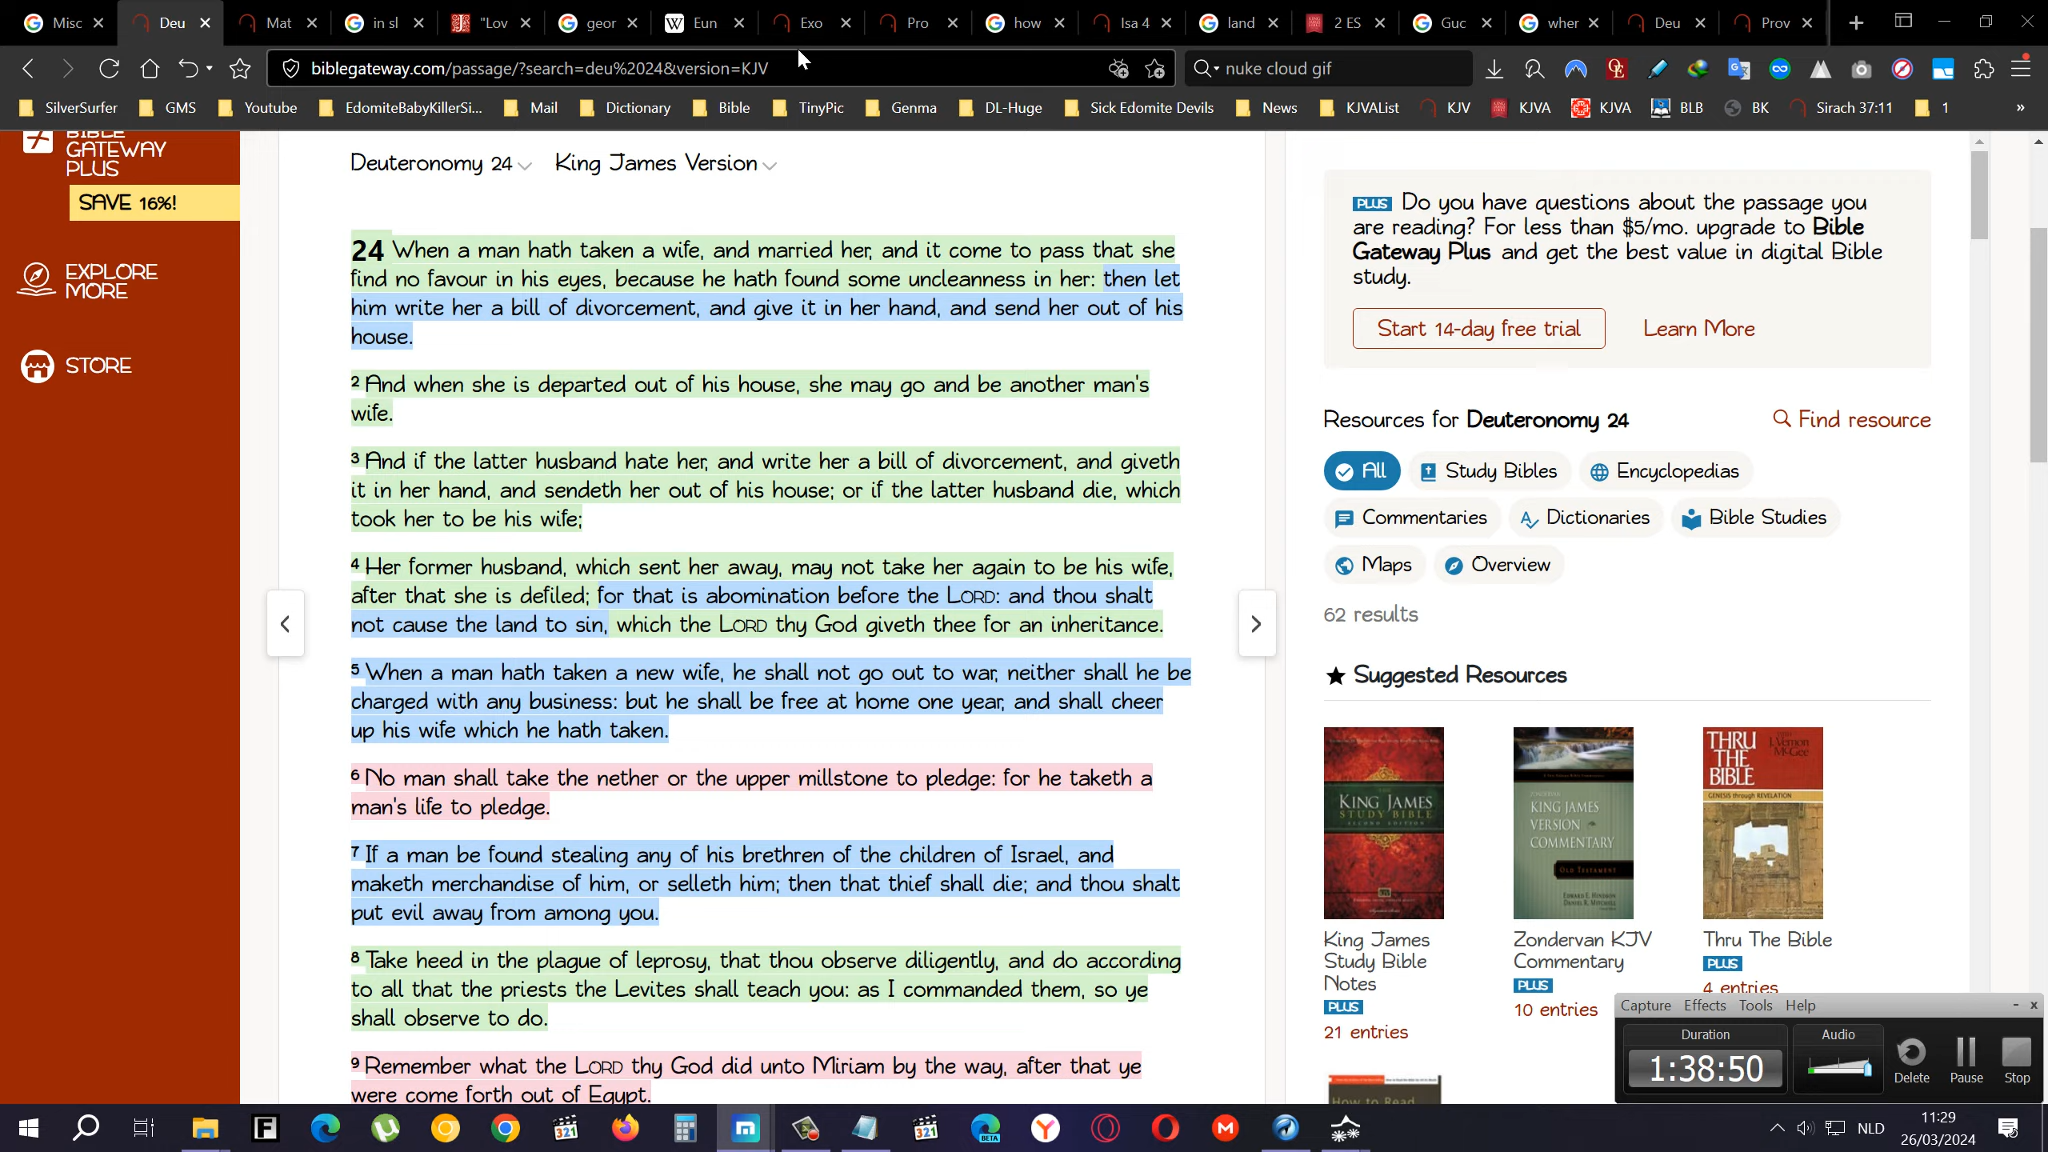 Misc
Deu
Mat
in sl
"Lov
geor
Eun
Exo
Pro
how
Isa 4
land
2 ES
Guc
wher
Deu
Prov
biblegateway.com/passage/?search=deu%2024&version=KJV
nuke cloud gif
SilverSurfer
GMS
Youtube
EdomiteBabyKillerSi...
Mail
Dictionary
Bible
TinyPic
Genma
DL-Huge
Sick Edomite Devils
News
KJVAList
KJV
KJVA
KJVA
BLB
BK
Sirach 37:11
1
BIBLE
GATEWAY
PLUS
SAVE 16%!
EXPLORE
MORE
STORE
Deuteronomy 24
King James Version
24 When a man hath taken a wife, and married her, and it come to pass that she
find no favour in his eyes, because he hath found some uncleanness in her: then let
him write her a bill of divorcement, and give it in her hand, and send her out of his
house.
2 And when she is departed out of his house, she may go and be another man's
wife.
3 And if the latter husband hate her, and write her a bill of divorcement, and giveth
it in her hand, and sendeth her out of his house; or if the latter husband die, which
took her to be his wife;
4 Her former husband, which sent her away, may not take her again to be his wife,
after that she is defiled; for that is abomination before the LORD: and thou shalt
not cause the land to sin, which the LORD thy God giveth thee for an inheritance.
5 When a man hath taken a new wife, he shall not go out to war, neither shall he be
charged with any business: but he shall be free at home one year, and shall cheer
up his wife which he hath taken.
6 No man shall take the nether or the upper millstone to pledge: for he taketh a
man's life to pledge.
7 If a man be found stealing any of his brethren of the children of Israel, and
maketh merchandise of him, or selleth him; then that thief shall die; and thou shalt
put evil away from among you.
8 Take heed in the plague of leprosy, that thou observe diligently, and do according
to all that the priests the Levites shall teach you: as I commanded them, so ye
shall observe to do.
9 Remember what the LORD thy God did unto Miriam by the way, after that ye
were come forth out of Egypt.
PLUS Do you have questions about the passage you
are reading? For less than $5/mo. upgrade to Bible
Gateway Plus and get the best value in digital Bible
study.
Start 14-day free trial
Learn More
Resources for Deuteronomy 24
Find resource
All
Study Bibles
Encyclopedias
Commentaries
Dictionaries
Bible Studies
Maps
Overview
62 results
Suggested Resources
KING JAMES
STUDY BIBLE
SECOND EDITION
KING JAMES
VERSION
COMMENTARY
OLD TESTAMENT
THRU
THE
BIBLE
J. Vernon
McGee
GENESIS through REVELATION
King James
Study Bible
Notes
PLUS
21 entries
Zondervan KJV
Commentary
PLUS
10 entries
Thru The Bible
PLUS
4 entries
How to Read
Capture
Effects
Tools
Help
Duration
Audio
1:38:50
Delete
Pause
Stop
NLD
11:29
26/03/2024